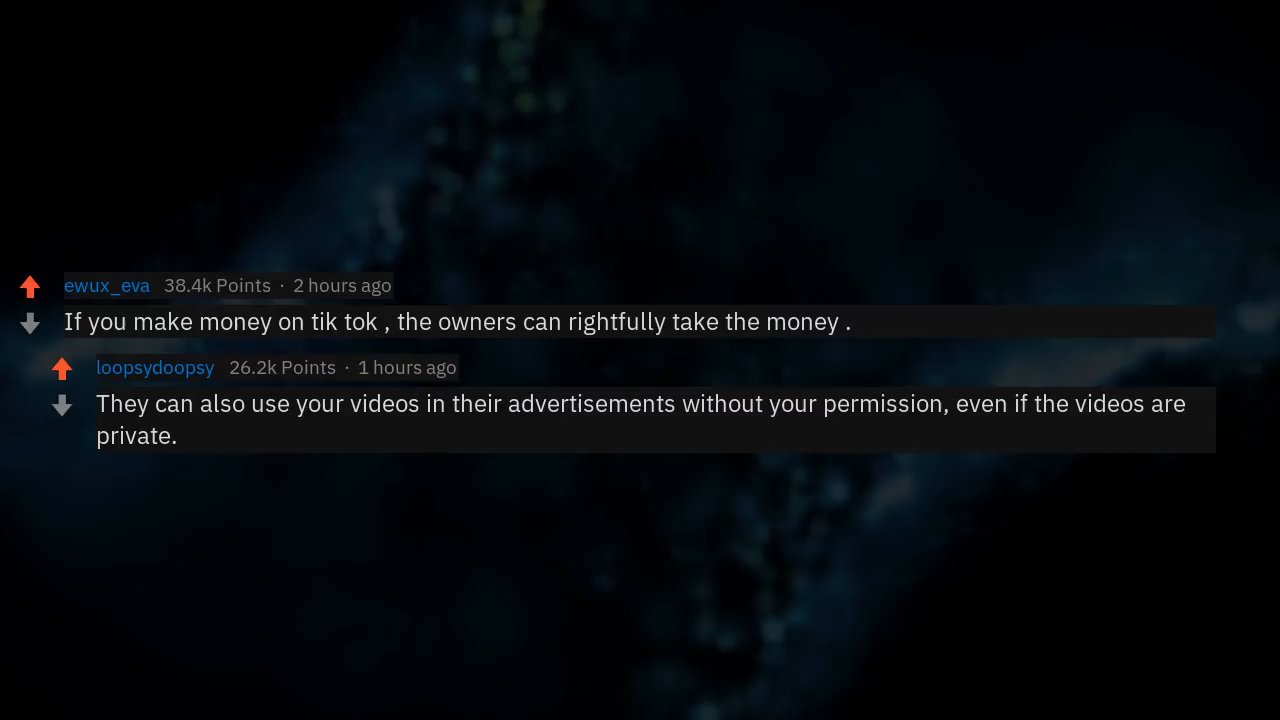 ewux_eva 38.4k Points · 2 hours ago
If you make money on tik tok , the owners can rightfully take the money .
loopsydoopsy 26.2k Points · 1 hours ago
They can also use your videos in their advertisements without your permission, even if the videos are
private.